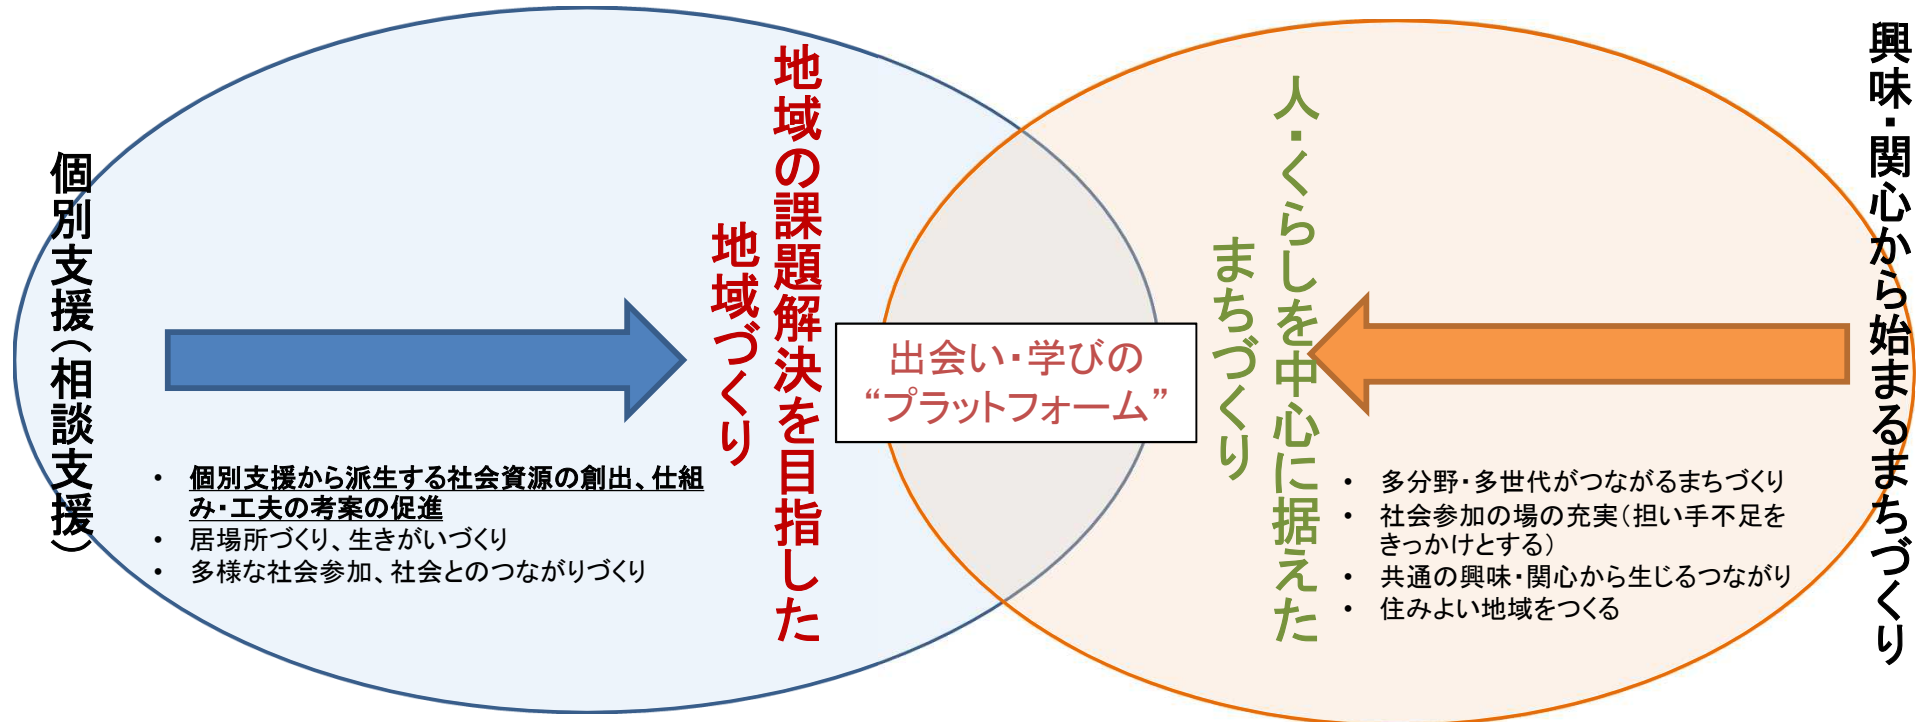 個別支援(相談支援)
地域の課題解決を目指した
地域づくり
• 個別支援から派生する社会資源の創出、仕組
み・工夫の考案の促進
• 居場所づくり、生きがいづくり
• 多様な社会参加、社会とのつながりづくり
出会い・学びの
“プラットフォーム”
人・くらしを中心に据えた
まちづくり
• 多分野・多世代がつながるまちづくり
• 社会参加の場の充実(担い手不足を
きっかけとする)
• 共通の興味・関心から生じるつながり
• 住みよい地域をつくる
興味・関心から始まるまちづくり